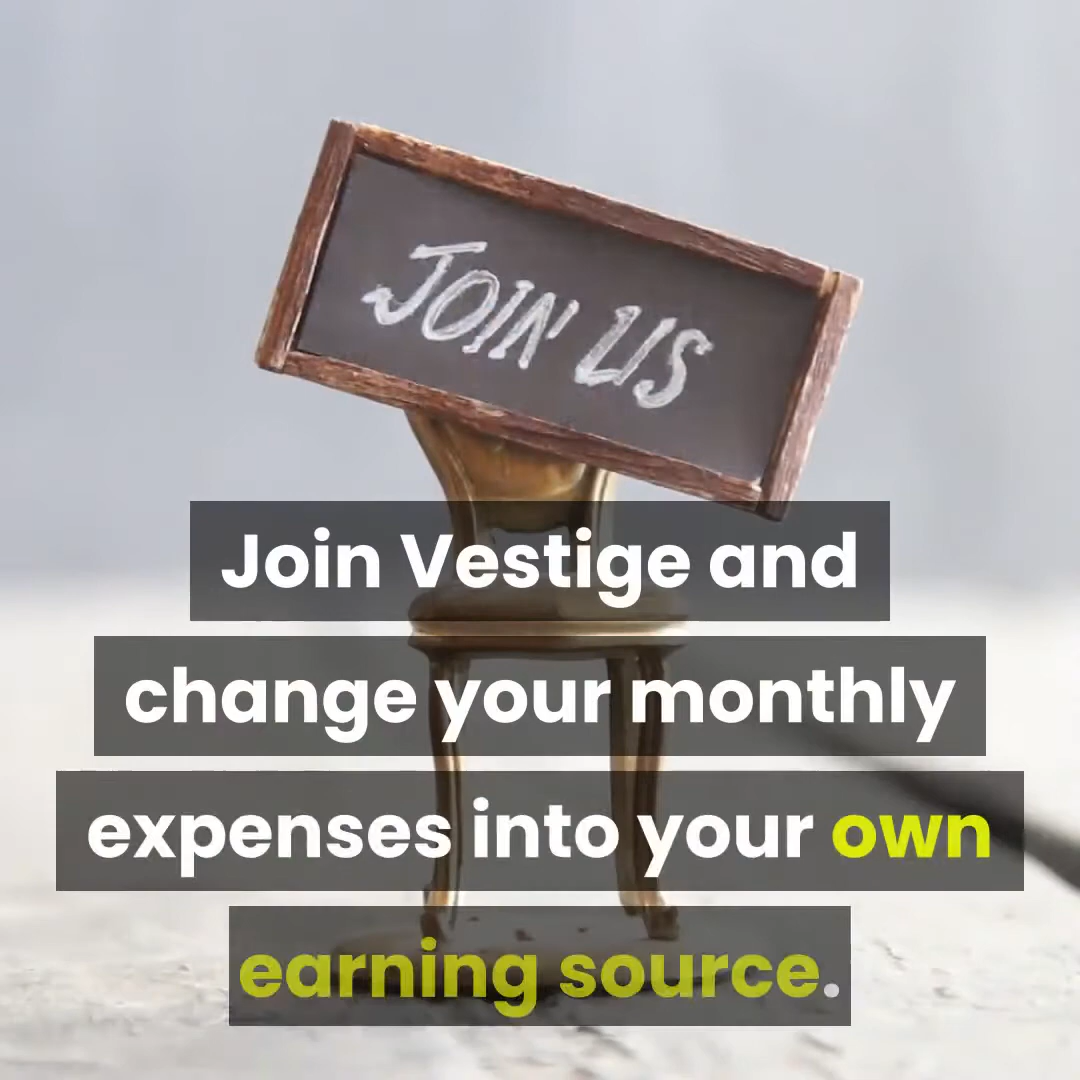 JOIN US
Join Vestige and
change your monthly
expenses into your own
earning source.